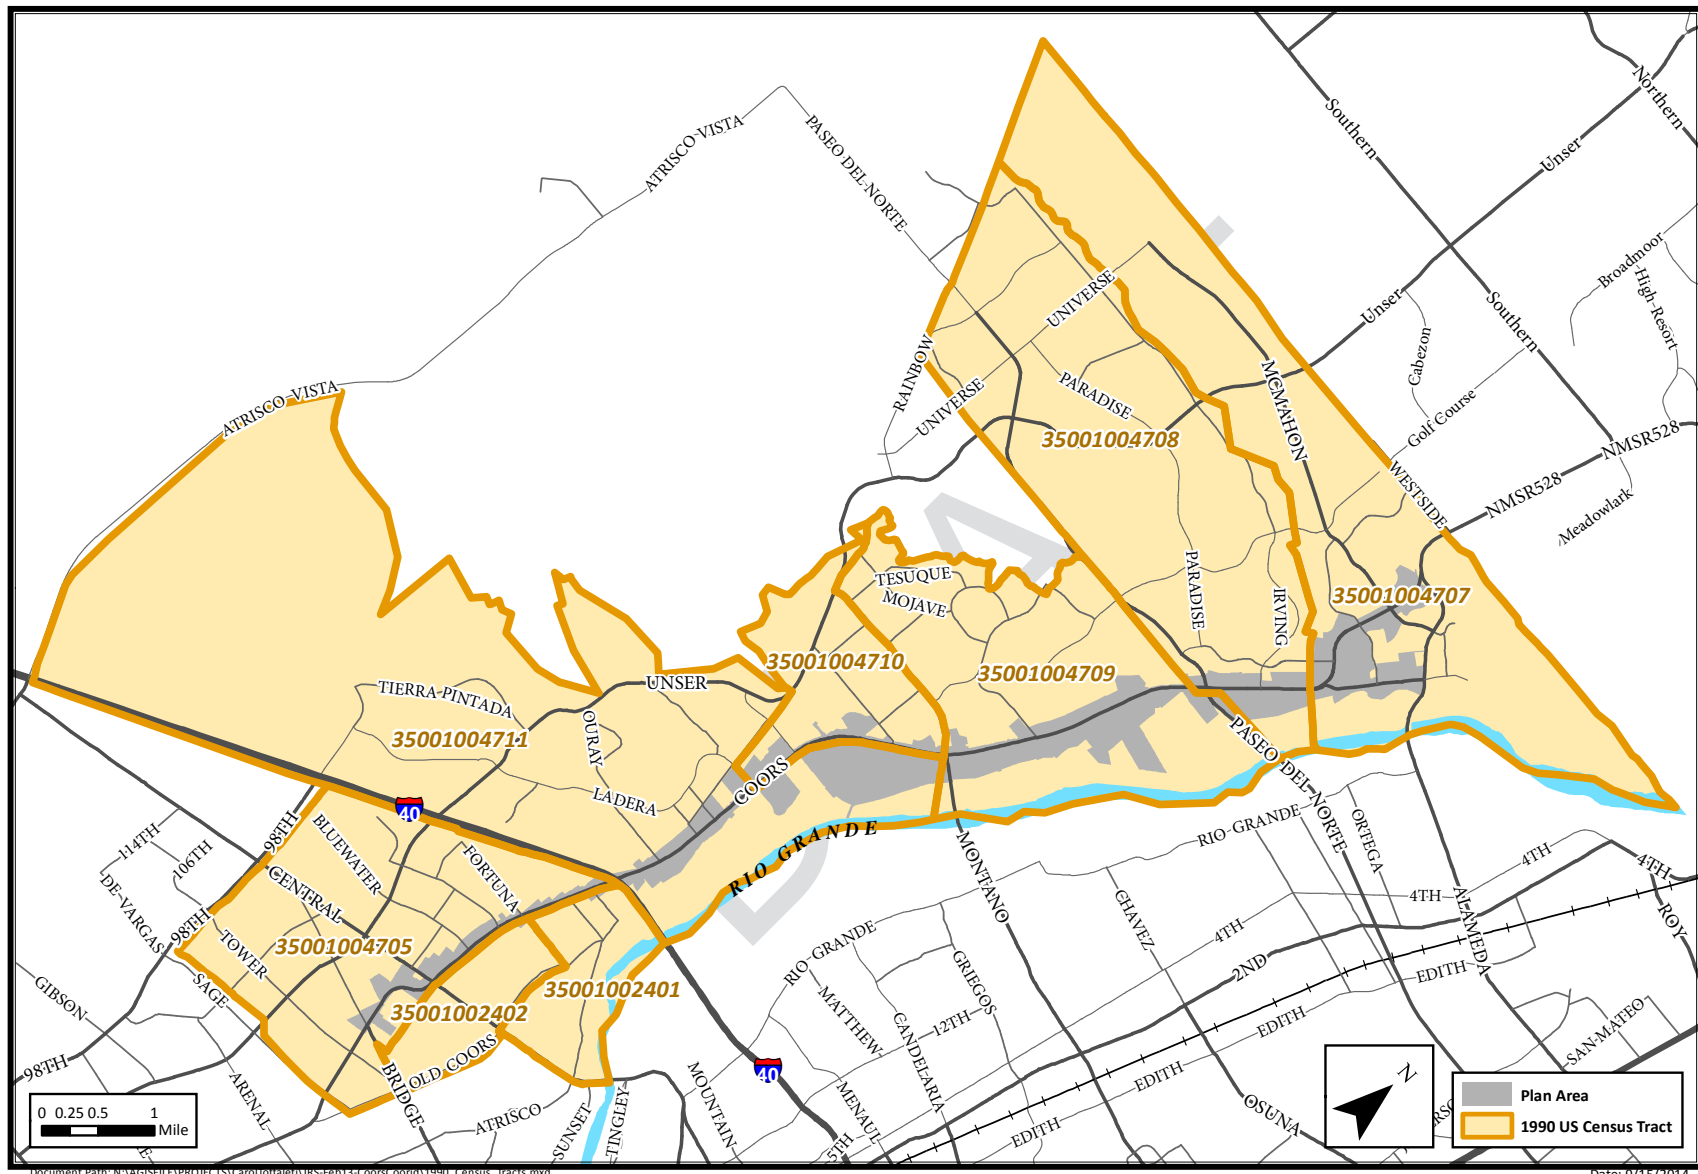 ATRISCO VISTA
PASEO DEL NORTE
Southern
Northern
Unser
Broadmoor
High-Resort
UNIVERSE
Unser
Southern
Cabezon
RAINBOW
ATRISCO VISTA
UNIVERSE
PARADISE
MCMAHON
Golf Course
35001004708
NMSR528
WESTSIDE
NMSR528
Meadowlark
TESUQUE
MOJAVE
PARADISE
IRVING
35001004707
35001004710
35001004709
UNSER
TIERRA PINTADA
OURAY
35001004711
PASEO DEL NORTE
COORS
LADERA
40
98TH
BLUEWATER
RIO GRANDE
RIO-GRANDE
ORTEGA
114TH
106TH
FORTUNA
MONTANO
4TH
4TH
DE-VARGAS
CENTRAL
4TH
CHAVEZ
ALAMEDA
ROY
98TH
TOWER
35001004705
4TH
RIO-GRANDE
GRIEGOS
2ND
EDITH
SAGE
GIBSON
35001002401
35001002402
MATTHEW
CANDELARIA
12TH
EDITH
SAN-MATEO
OLD COORS
98TH
BRIDGE
ARENAL
40
MOUNTAIN
MENAUL
EDITH
N
ATRISCO
SUNSET
TINGLEY
5TH
EDITH
OSUNA
0 0.25 0.5 1
Mile
Plan Area
1990 US Census Tract
Date: 9/15/2014